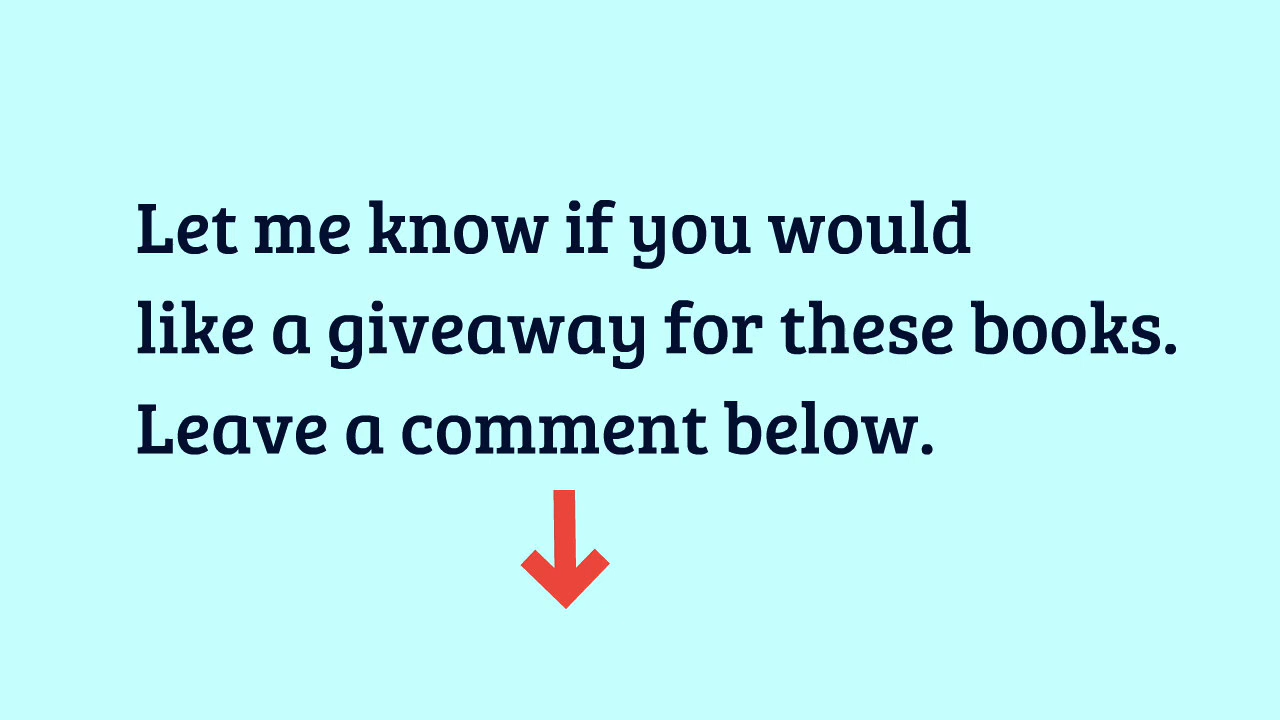 Let me know if you would
like a giveaway for these books.
Leave a comment below.